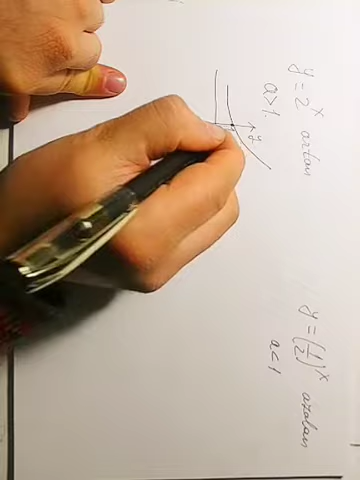 y = 2^x artan
a>1
y = (1/2)^x azalan
a<1